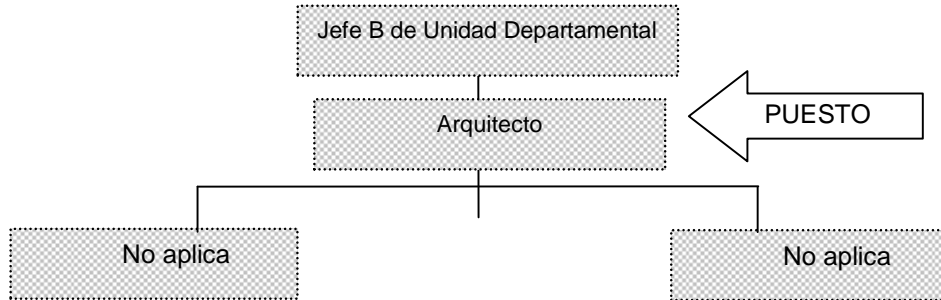 Jefe B de Unidad Departamental
Arquitecto
PUESTO
No aplica
No aplica